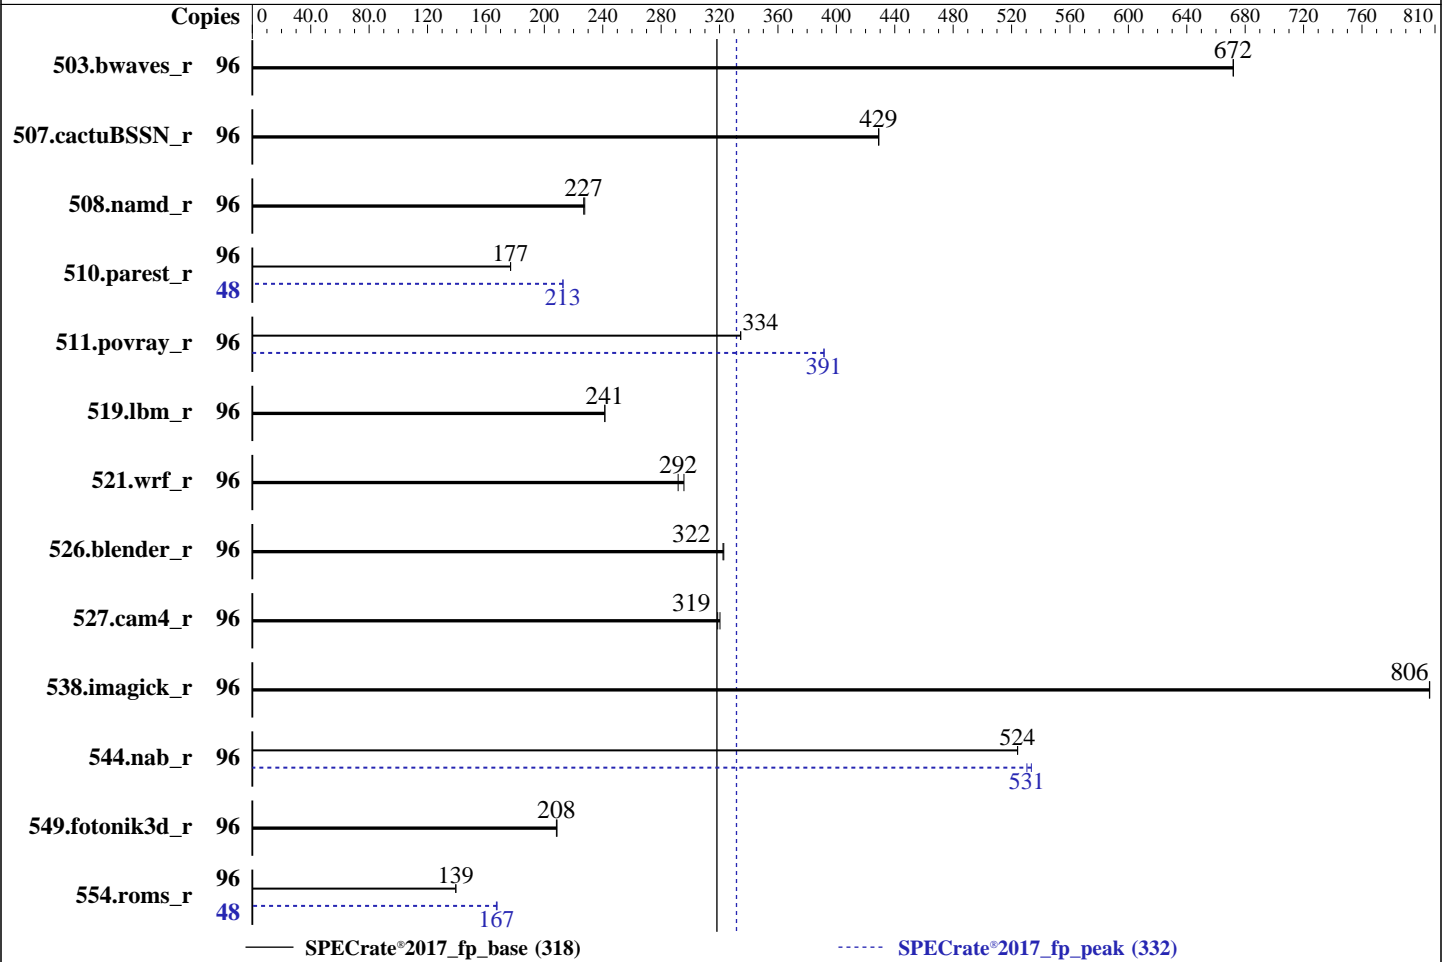 Copies 0 40.0 80.0 120 160 200 240 280 320 360 400 440 480 520 560 600 640 680 720 760 810
503.bwaves_r 96 672
507.cactuBSSN_r 96 429
508.namd_r 96 227
510.parest_r 96 177
48 213
511.povray_r 96 334
391
519.lbm_r 96 241
521.wrf_r 96 292
526.blender_r 96 322
527.cam4_r 96 319
538.imagick_r 96 806
544.nab_r 96 524
531
549.fotonik3d_r 96 208
554.roms_r 96 139
48 167
SPECrate®2017_fp_base (318) SPECrate®2017_fp_peak (332)